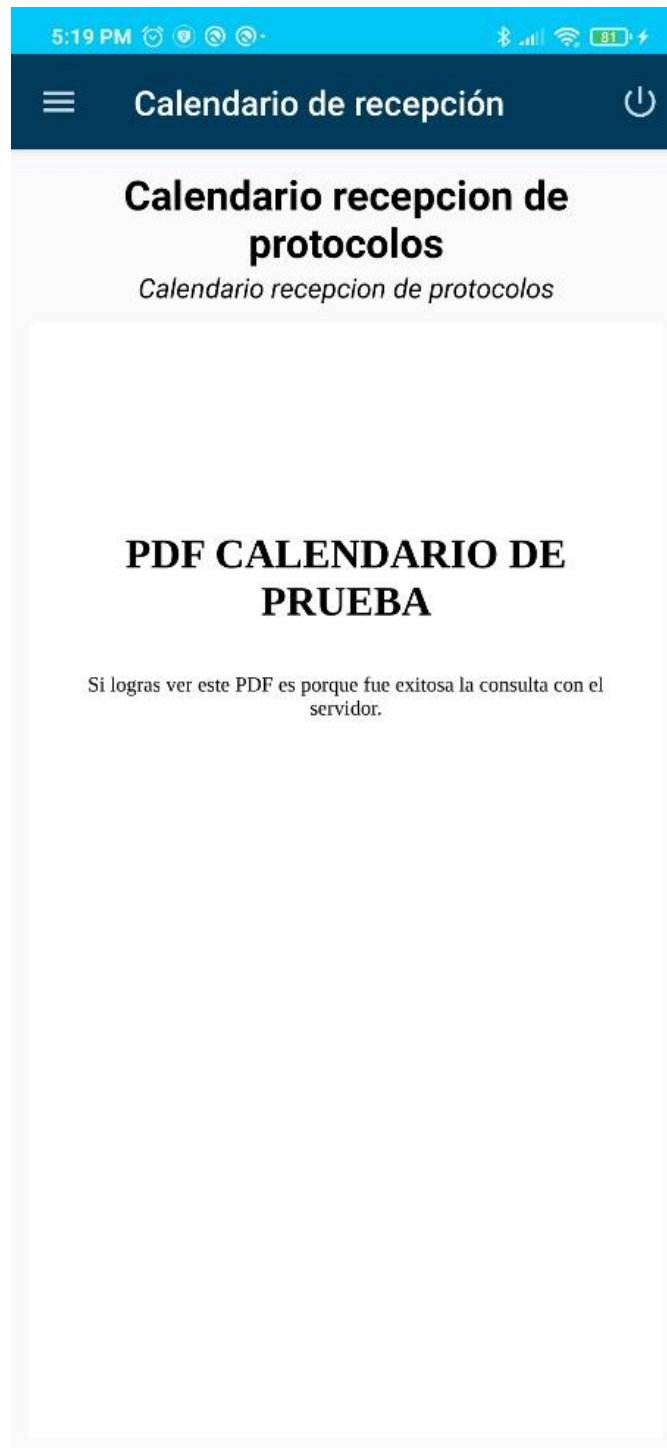 5:19 PM
81
Calendario de recepción
Calendario recepcion de
protocolos
Calendario recepcion de protocolos
PDF CALENDARIO DE
PRUEBA
Si logras ver este PDF es porque fue exitosa la consulta con el
servidor.